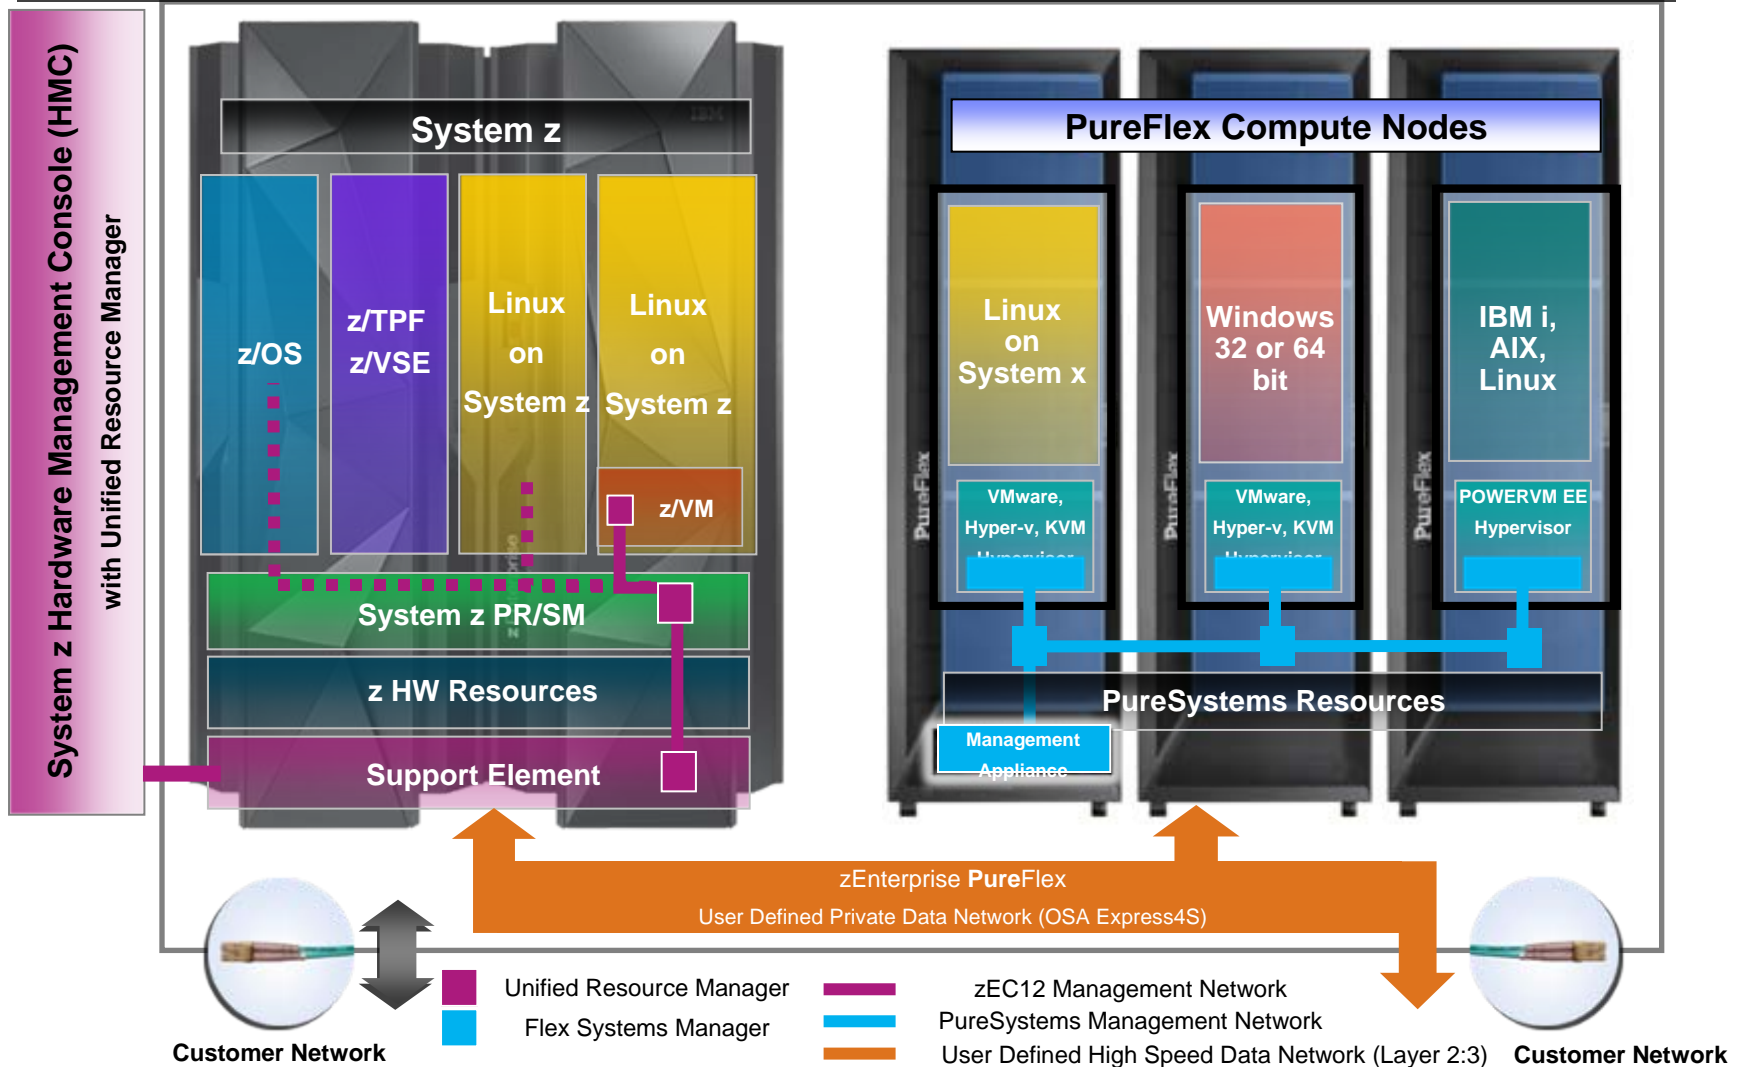 System z Hardware Management Console (HMC)
with Unified Resource Manager
IBM
System z
z/OS
z/TPF
z/VSE
Linux
on
System z
Linux
on
System z
z/VM
System z PR/SM
z HW Resources
Support Element
PureFlex Compute Nodes
PureFlex
PureFlex
PureFlex
Linux
on
System x
Windows
32 or 64
bit
IBM i,
AIX,
Linux
VMware,
Hyper-v, KVM
Hypervisor
VMware,
Hyper-v, KVM
Hypervisor
POWERVM EE
Hypervisor
PureSystems Resources
Management
Appliance
zEnterprise PureFlex
User Defined Private Data Network (OSA Express4S)
Customer Network
Unified Resource Manager
Flex Systems Manager
zEC12 Management Network
PureSystems Management Network
User Defined High Speed Data Network (Layer 2:3)
Customer Network